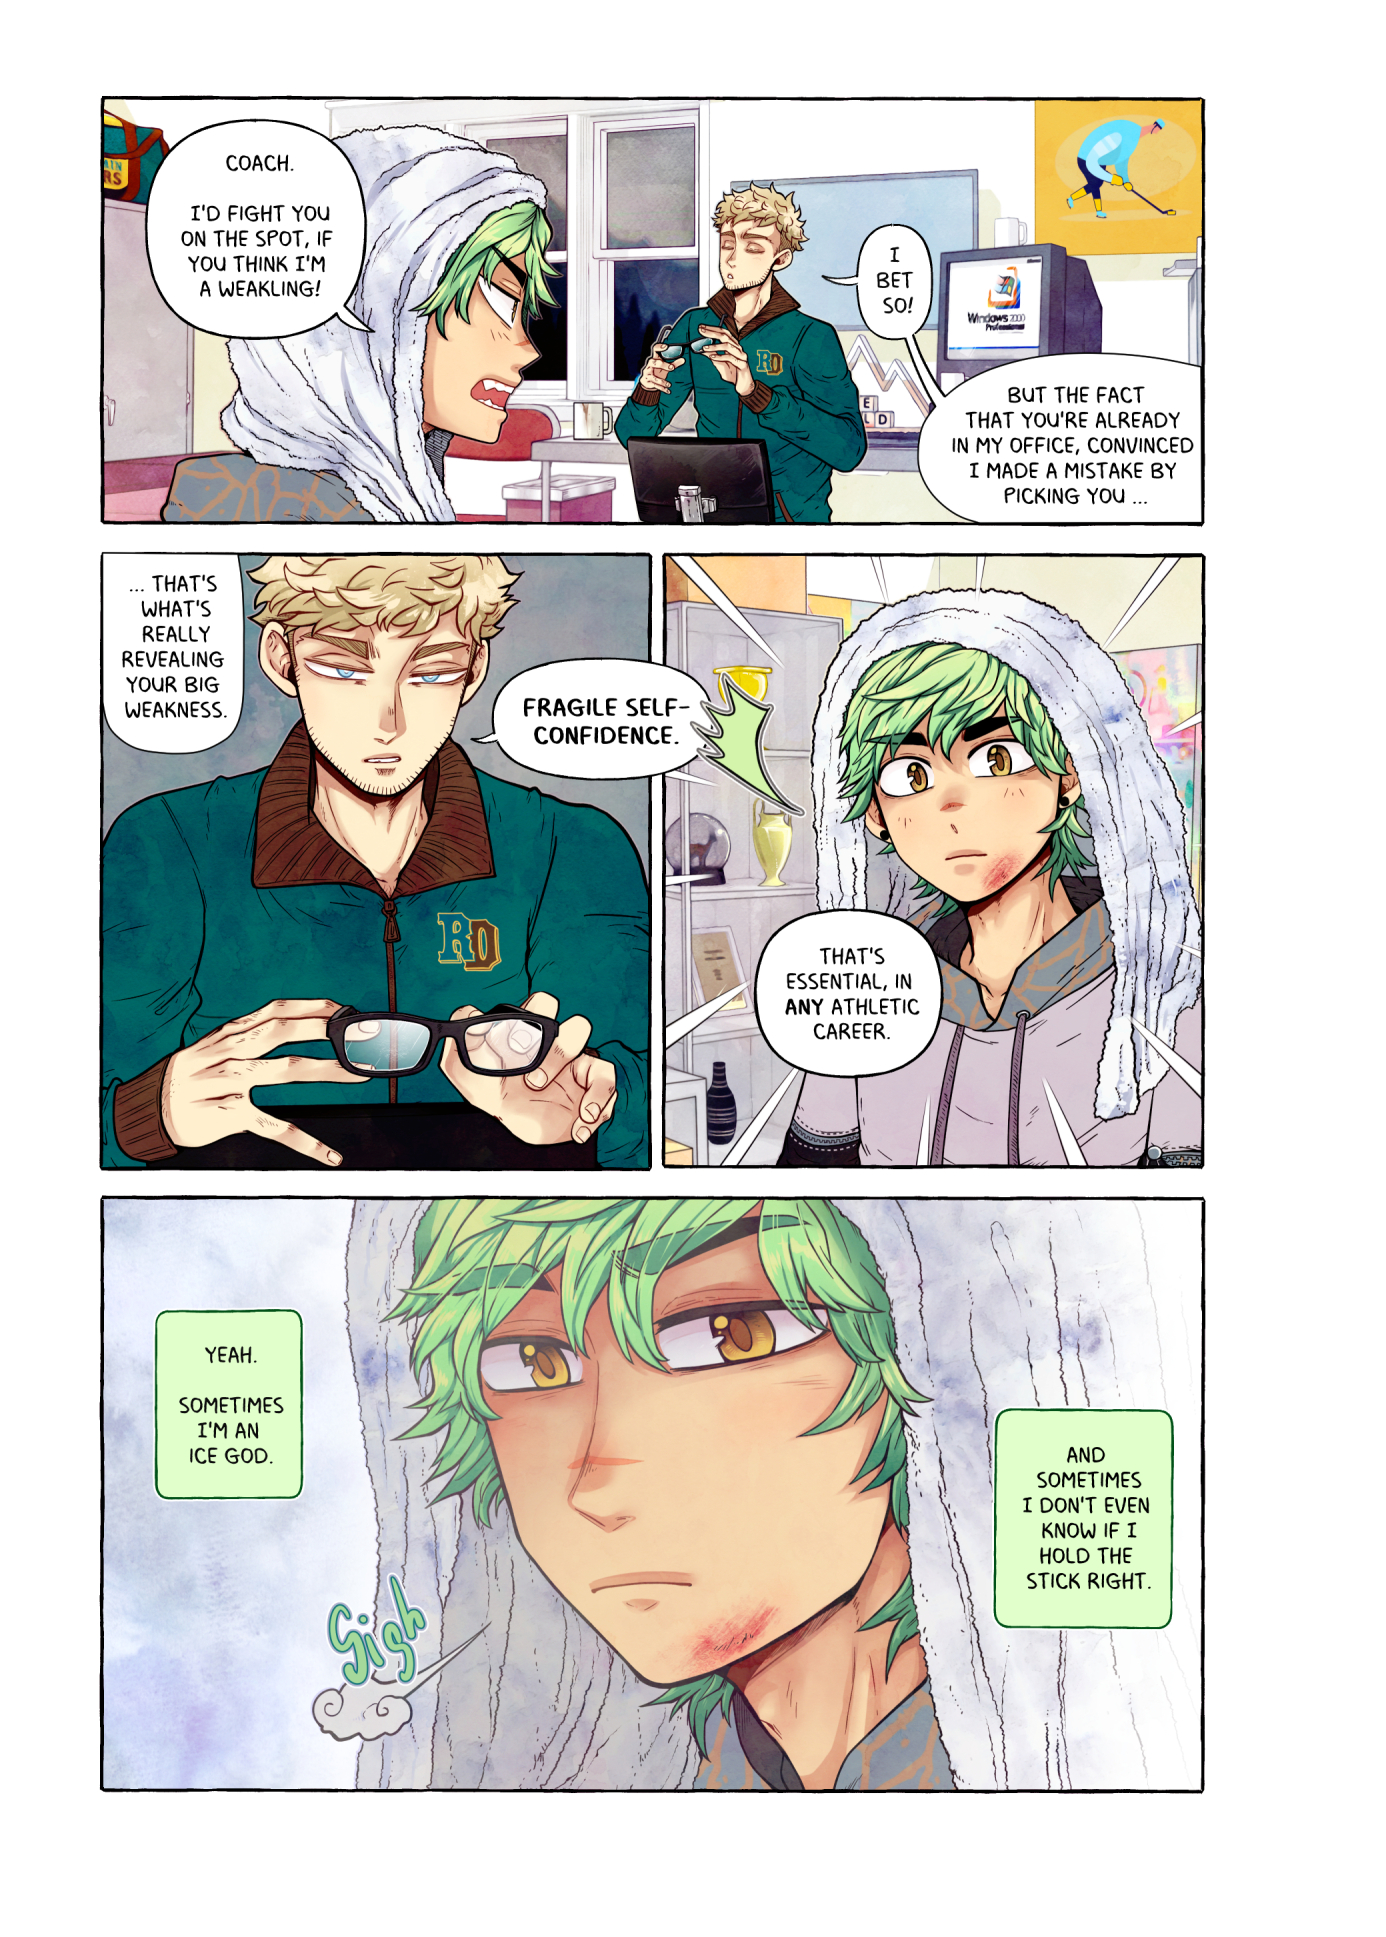 COACH.
I'D FIGHT YOU
ON THE SPOT, IF
YOU THINK I'M
A WEAKLING!
I
BET
SO!
BUT THE FACT
THAT YOU'RE ALREADY
IN MY OFFICE, CONVINCED
I MADE A MISTAKE BY
PICKING YOU ...
RD
Windows 2000
Professional
E
D
... THAT'S
WHAT'S
REALLY
REVEALING
YOUR BIG
WEAKNESS.
FRAGILE SELF-
CONFIDENCE.
RD
THAT'S
ESSENTIAL, IN
ANY ATHLETIC
CAREER.
YEAH.
SOMETIMES
I'M AN
ICE GOD.
AND
SOMETIMES
I DON'T EVEN
KNOW IF I
HOLD THE
STICK RIGHT.
Sigh